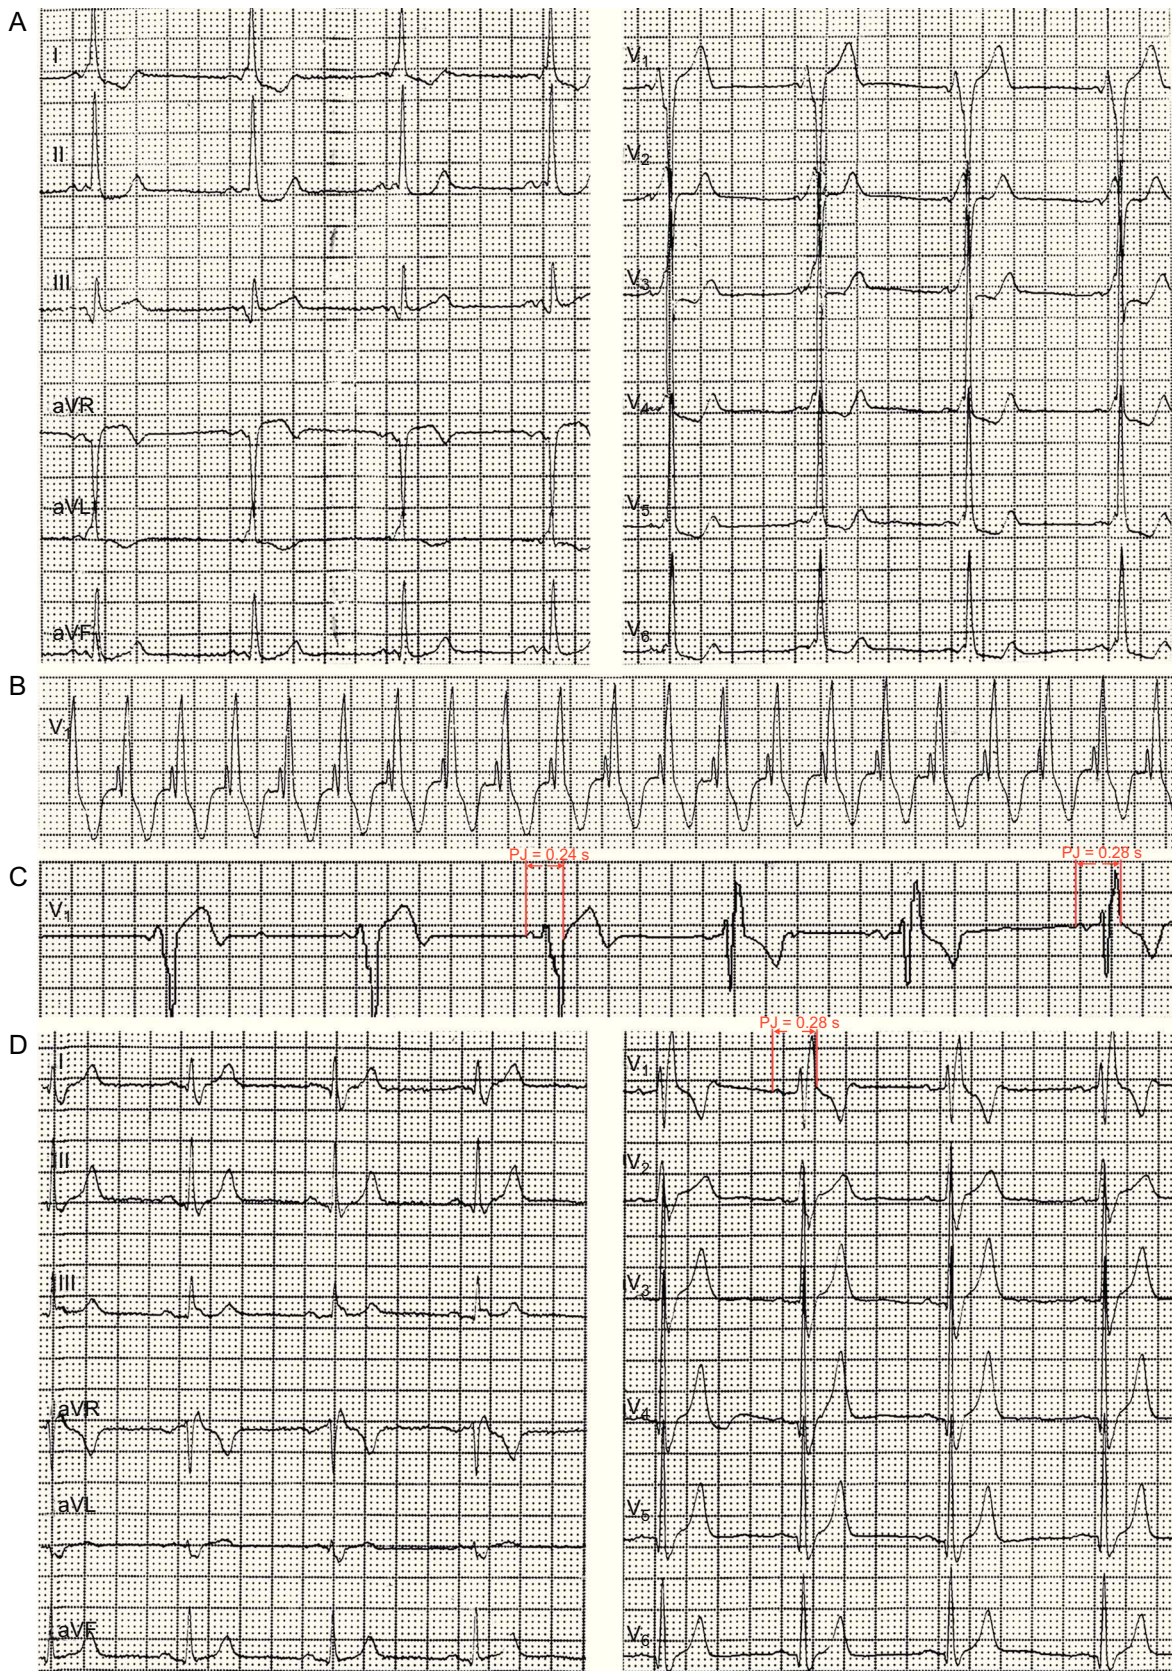 A
I
II
III
aVR
aVL
aVF
V1
V2
V3
V4
V5
V6
B
V1
C
PJ = 0.24 s
PJ = 0.28 s
V1
D
PJ = 0.28 s
I
III
III
aVR
aVL
aVF
V1
V2
V3
V4
V5
V6